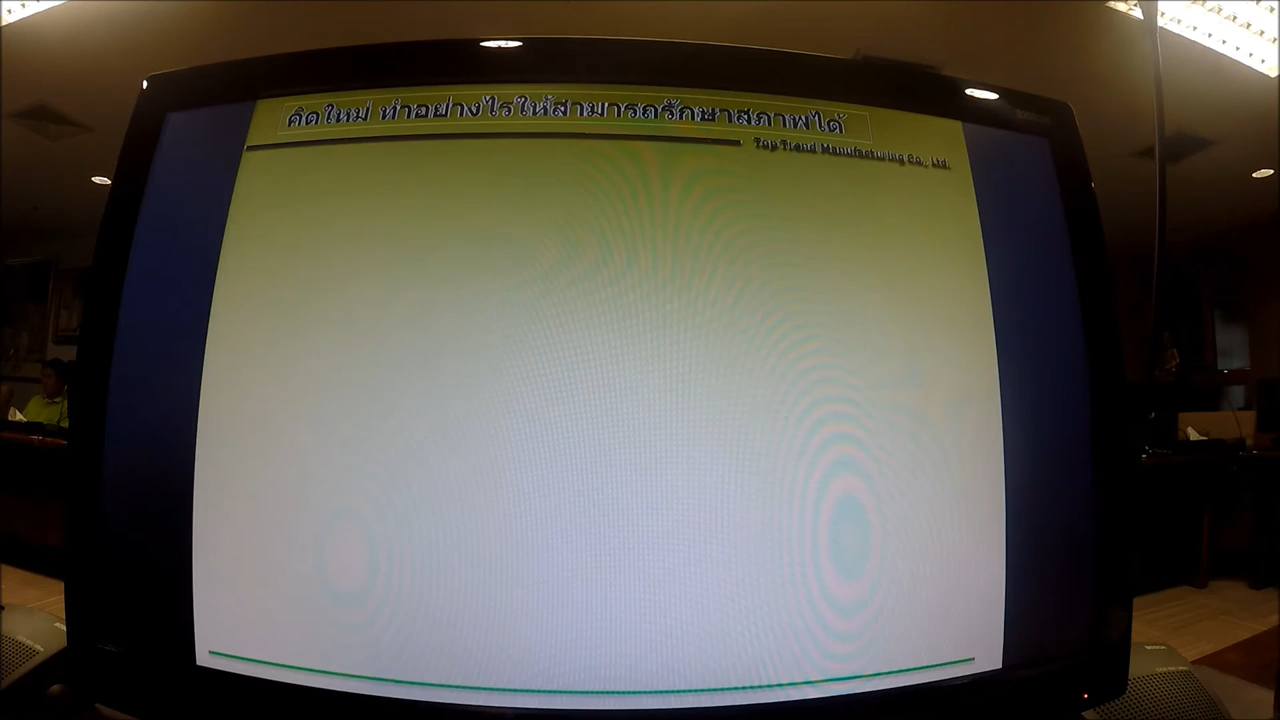 คิดใหม่ ทำอย่างไรให้สามารถรักษาสภาพได้
Top Trend Manufacturing Co., Ltd.
BOSCH